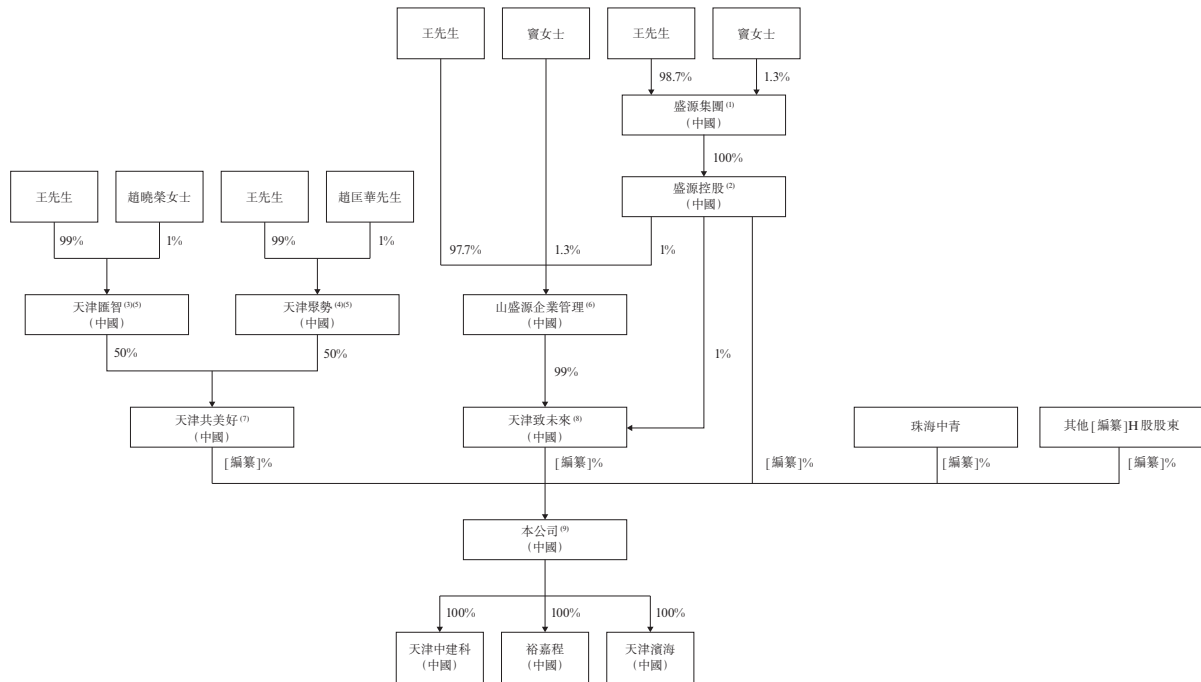 王先生
竇女士
王先生
竇女士
98.7%
1.3%
盛源集團(1)
(中國)
100%
盛源控股(2)
(中國)
王先生
趙曉榮女士
王先生
趙匡華先生
99%
1%
99%
1%
97.7%
1.3%
1%
天津匯智(3)(5)
(中國)
天津聚勢(4)(5)
(中國)
山盛源企業管理(6)
(中國)
50%
50%
99%
1%
天津共美好(7)
(中國)
天津致未來(8)
(中國)
珠海中青
其他[編纂]H股股東
[編纂]%
[編纂]%
[編纂]%
[編纂]%
[編纂]%
本公司(9)
(中國)
100%
100%
100%
天津中建科
(中國)
裕嘉程
(中國)
天津濱海
(中國)